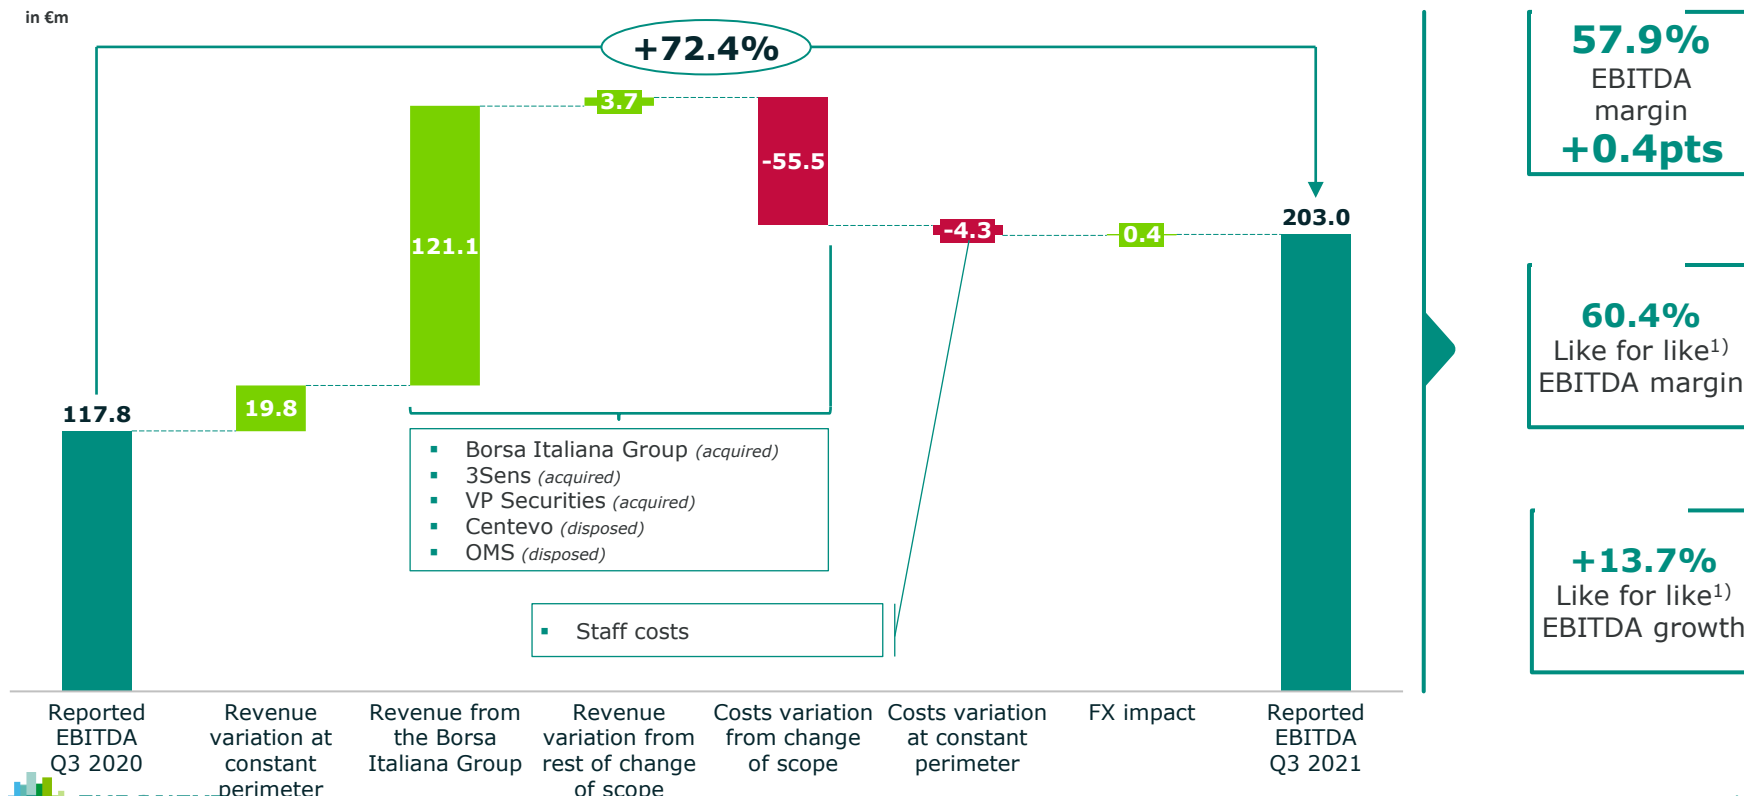 in €m
+72.4%
117.8
19.8
121.1
3.7
-55.5
-4.3
0.4
203.0
▪ Borsa Italiana Group (acquired)
▪ 3Sens (acquired)
▪ VP Securities (acquired)
▪ Centevo (disposed)
▪ OMS (disposed)
▪ Staff costs
Reported
EBITDA
Q3 2020
Revenue
variation at
constant
perimeter
Revenue from
the Borsa
Italiana Group
Revenue
variation from
rest of change
of scope
Costs variation
from change
of scope
Costs variation
at constant
perimeter
FX impact
Reported
EBITDA
Q3 2021
57.9%
EBITDA
margin
+0.4pts
60.4%
Like for like1)
EBITDA margin
+13.7%
Like for like1)
EBITDA growth